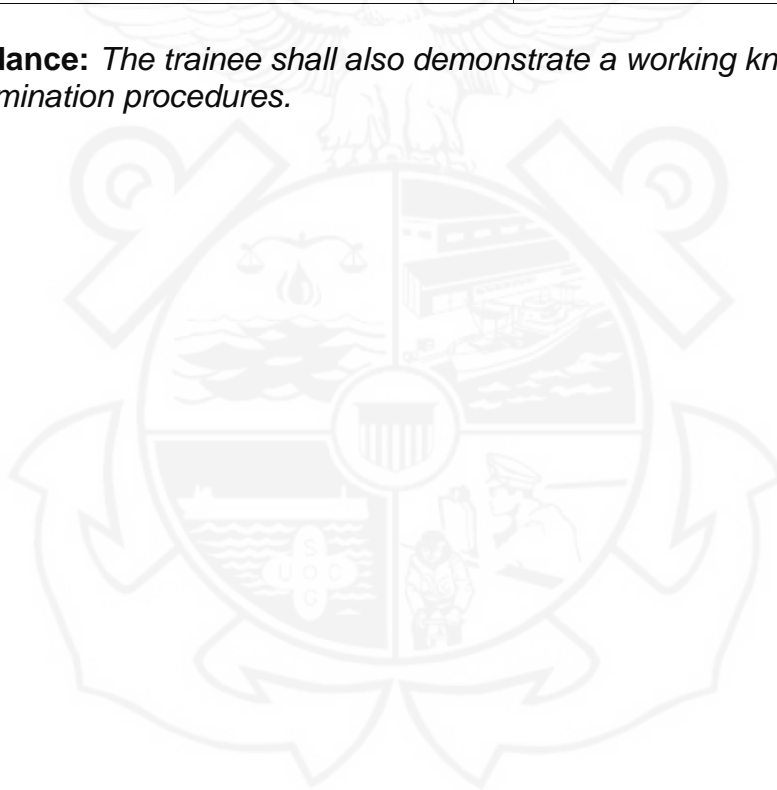 lance: The trainee shall also demonstrate a working kn
mination procedures.
S
U O C
G